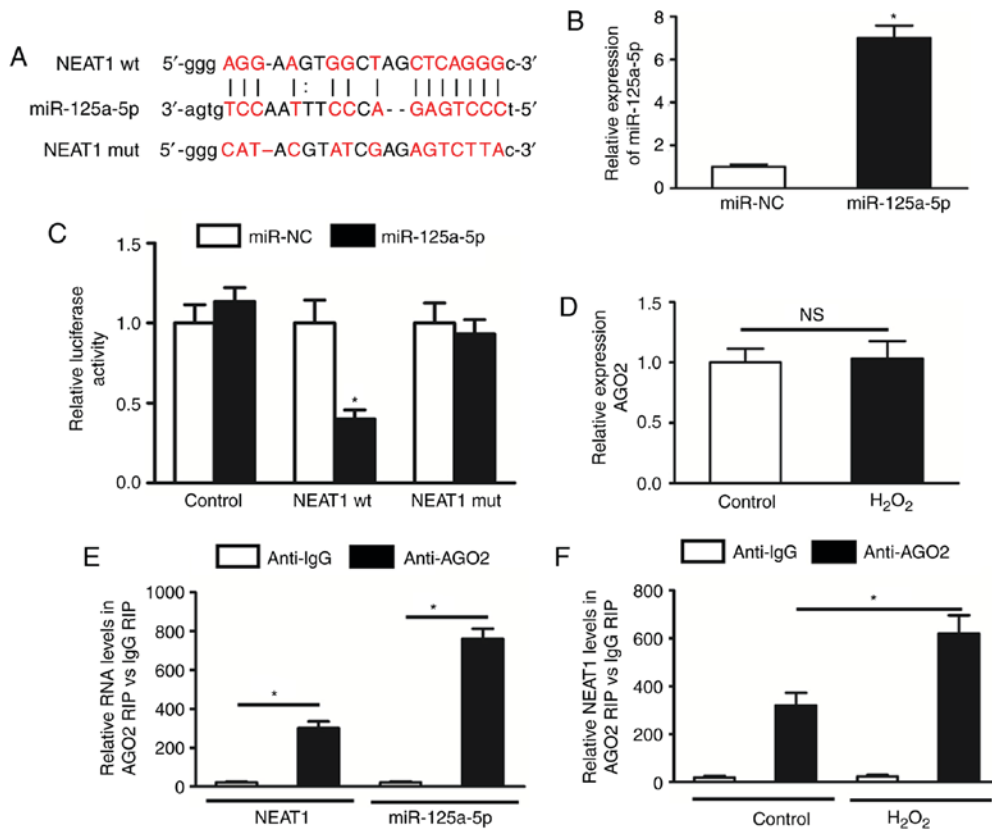 A
NEAT1 wt 5′-ggg AGG-AAGTGGCTAGCTCAGGGc-3′
miR-125a-5p 3′-agtgTCCAATTTCCCA--GAGTCCCt-5′
NEAT1 mut 5′-gggCAT-ACGTATCGAGAGTCTTAc-3′
B
Relative expression
of miR-125a-5p
8
6
4
2
1
0
*
miR-NC
miR-125a-5p
C
miR-NC
miR-125a-5p
Relative luciferase
activity
1.5
1.0
0.5
0.0
*
Control
NEAT1 wt
NEAT1 mut
D
Relative expression
AGO2
1.5
1.0
0.5
0.0
NS
Control
H₂O₂
E
Anti-IgG
Anti-AGO2
Relative RNA levels in
AGO2 RIP vs IgG RIP
1000
800
600
400
200
0
*
*
NEAT1
miR-125a-5p
F
Anti-IgG
Anti-AGO2
Relative NEAT1 levels in
AGO2 RIP vs IgG RIP
800
600
400
200
0
*
Control
H₂O₂